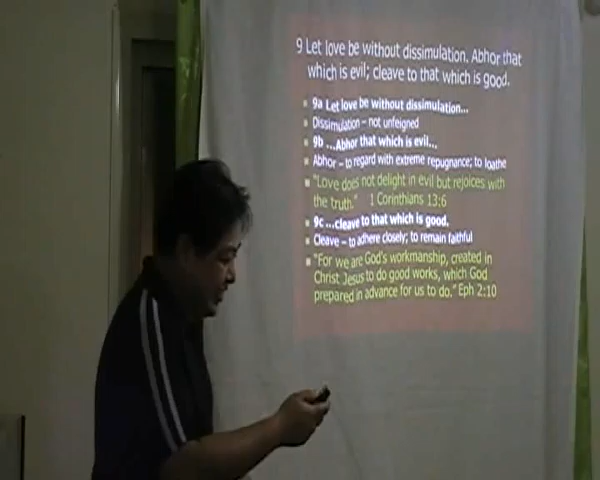 9 Let love be without dissimulation. Abhor that
which is evil; cleave to that which is good.
9a Let love be without dissimulation...
Dissimulation – not unfeigned
9b ...Abhor that which is evil...
Abhor – to regard with extreme repugnance; to loathe
"Love does not delight in evil but rejoices with
the truth." 1 Corinthians 13:6
9c ...cleave to that which is good.
Cleave – to adhere closely; to remain faithful
"For we are God's workmanship, created in
Christ Jesus to do good works, which God
prepared in advance for us to do." Eph 2:10